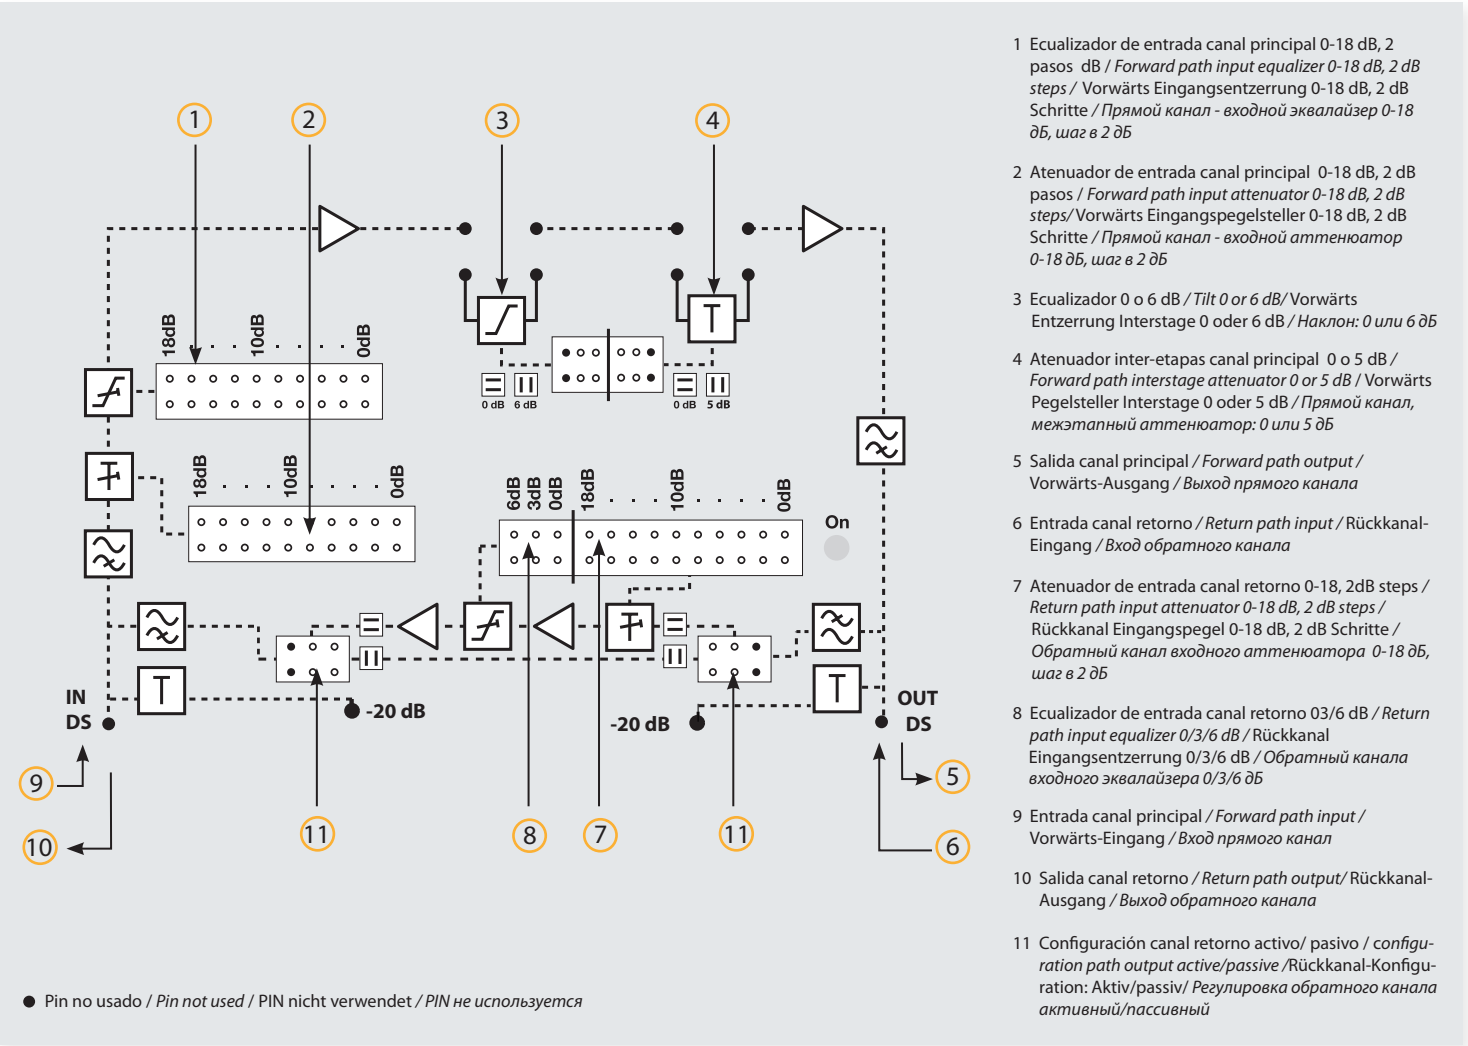 1 2 3 4
18dB . . . 10dB . . . . 0dB
0 dB 6 dB 0 dB 5 dB
18dB . . . 10dB . . . . 0dB
6dB 3dB 0dB 18dB . . . 10dB . . . . 0dB
On
T
T
T
T
IN
DS
-20 dB
-20 dB
OUT
DS
9 5
10 11 8 7 11 6
1 Ecualizador de entrada canal principal 0-18 dB, 2
pasos dB / Forward path input equalizer 0-18 dB, 2 dB
steps / Vorwärts Eingangsentzerrung 0-18 dB, 2 dB
Schritte / Прямой канал - входной эквалайзер 0-18
дБ, шаг в 2 дБ
2 Atenuador de entrada canal principal 0-18 dB, 2 dB
pasos / Forward path input attenuator 0-18 dB, 2 dB
steps/ Vorwärts Eingangspegelsteller 0-18 dB, 2 dB
Schritte / Прямой канал - входной аттенюатор
0-18 дБ, шаг в 2 дБ
3 Ecualizador 0 o 6 dB / Tilt 0 or 6 dB/ Vorwärts
Entzerrung Interstage 0 oder 6 dB / Наклон: 0 или 6 дБ
4 Atenuador inter-etapas canal principal 0 o 5 dB /
Forward path interstage attenuator 0 or 5 dB / Vorwärts
Pegelsteller Interstage 0 oder 5 dB / Прямой канал,
межэтапный аттенюатор: 0 или 5 дБ
5 Salida canal principal / Forward path output /
Vorwärts-Ausgang / Выход прямого канала
6 Entrada canal retorno / Return path input / Rückkanal-
Eingang / Вход обратного канала
7 Atenuador de entrada canal retorno 0-18, 2dB steps /
Return path input attenuator 0-18 dB, 2 dB steps /
Rückkanal Eingangspegel 0-18 dB, 2 dB Schritte /
Обратный канал входного аттенюатора 0-18 дБ,
шаг в 2 дБ
8 Ecualizador de entrada canal retorno 03/6 dB / Return
path input equalizer 0/3/6 dB / Rückkanal
Eingangsentzerrung 0/3/6 dB / Обратный канала
входного эквалайзера 0/3/6 дБ
9 Entrada canal principal / Forward path input /
Vorwärts-Eingang / Вход прямого канал
10 Salida canal retorno / Return path output/ Rückkanal-
Ausgang / Выход обратного канала
11 Configuración canal retorno activo/ pasivo / configu-
ration path output active/passive /Rückkanal-Konfigu-
ration: Aktiv/passiv/ Регулировка обратного канала
активный/пассивный
Pin no usado / Pin not used / PIN nicht verwendet / PIN не используется